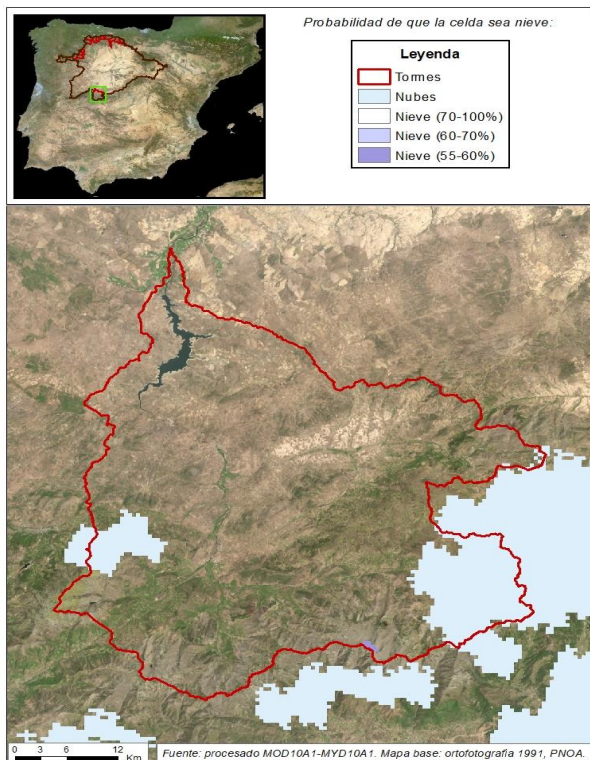 Probabilidad de que la celda sea nieve:
Leyenda
Tormes
Nubes
Nieve (70-100%)
Nieve (60-70%)
Nieve (55-60%)
0 3 6 12
Km
Fuente: procesado MOD10A1-MYD10A1. Mapa base: ortofotografía 1991, PNOA.